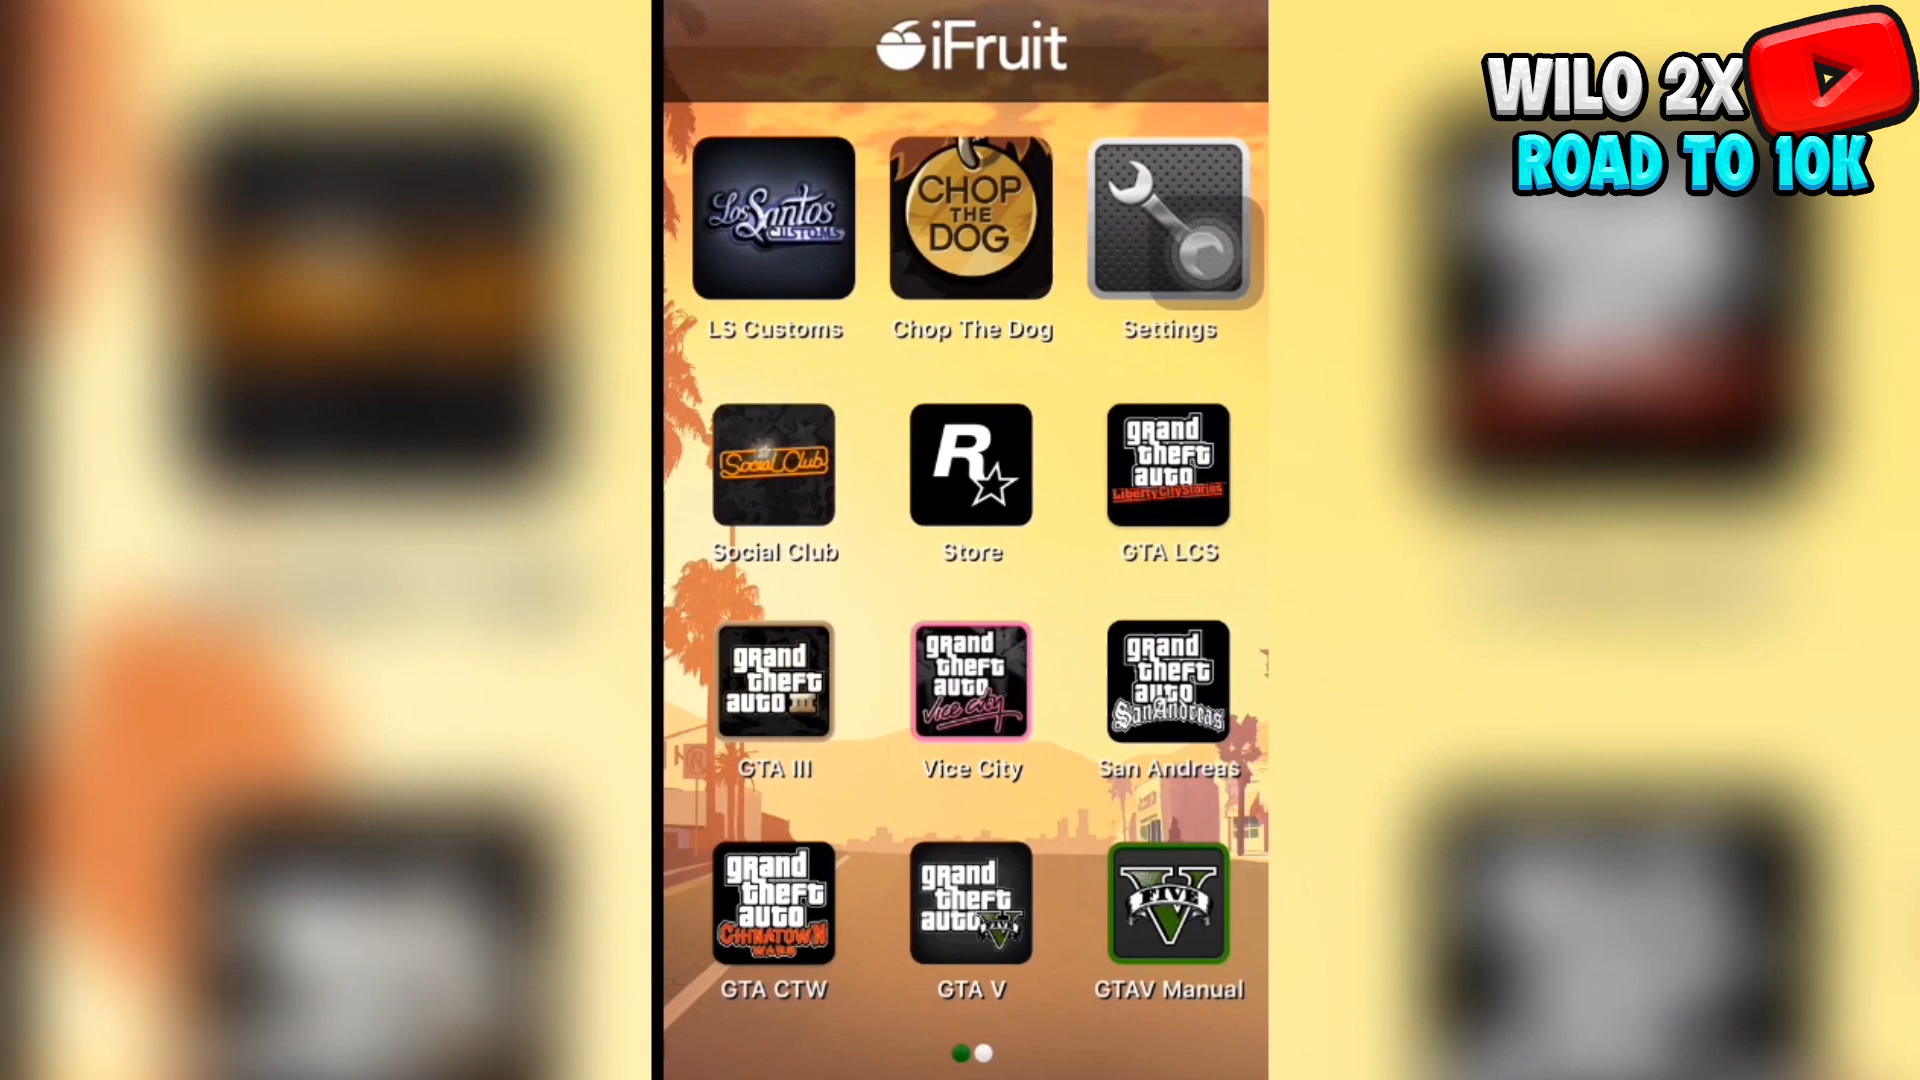 iFruit
WILO 2X
ROAD TO 10K
Los Santos
CUSTOMS
CHOP
THE
DOG
LS Customs
Chop The Dog
Settings
Social Club
R
grand
theft
auto
Liberty City Stories
Social Club
Store
GTA LCS
grand
theft
auto III
grand
theft
auto
Vice City
grand
theft
auto
San Andreas
GTA III
Vice City
San Andreas
grand
theft
auto
CHINATOWN
WARS
grand
theft
auto V
V
FIVE
GTA CTW
GTA V
GTAV Manual